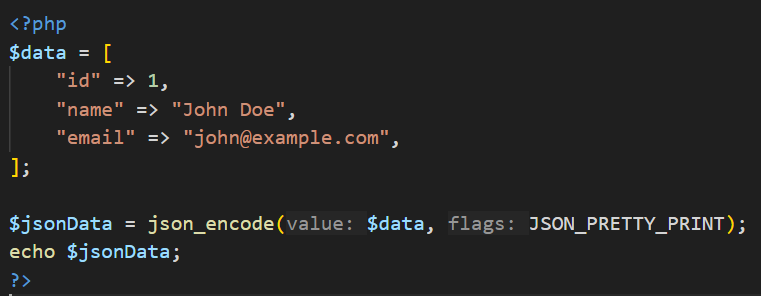 <?php
$data = [
    "id" => 1,
    "name" => "John Doe",
    "email" => "john@example.com",
];

$jsonData = json_encode(value: $data, flags: JSON_PRETTY_PRINT);
echo $jsonData;
?>